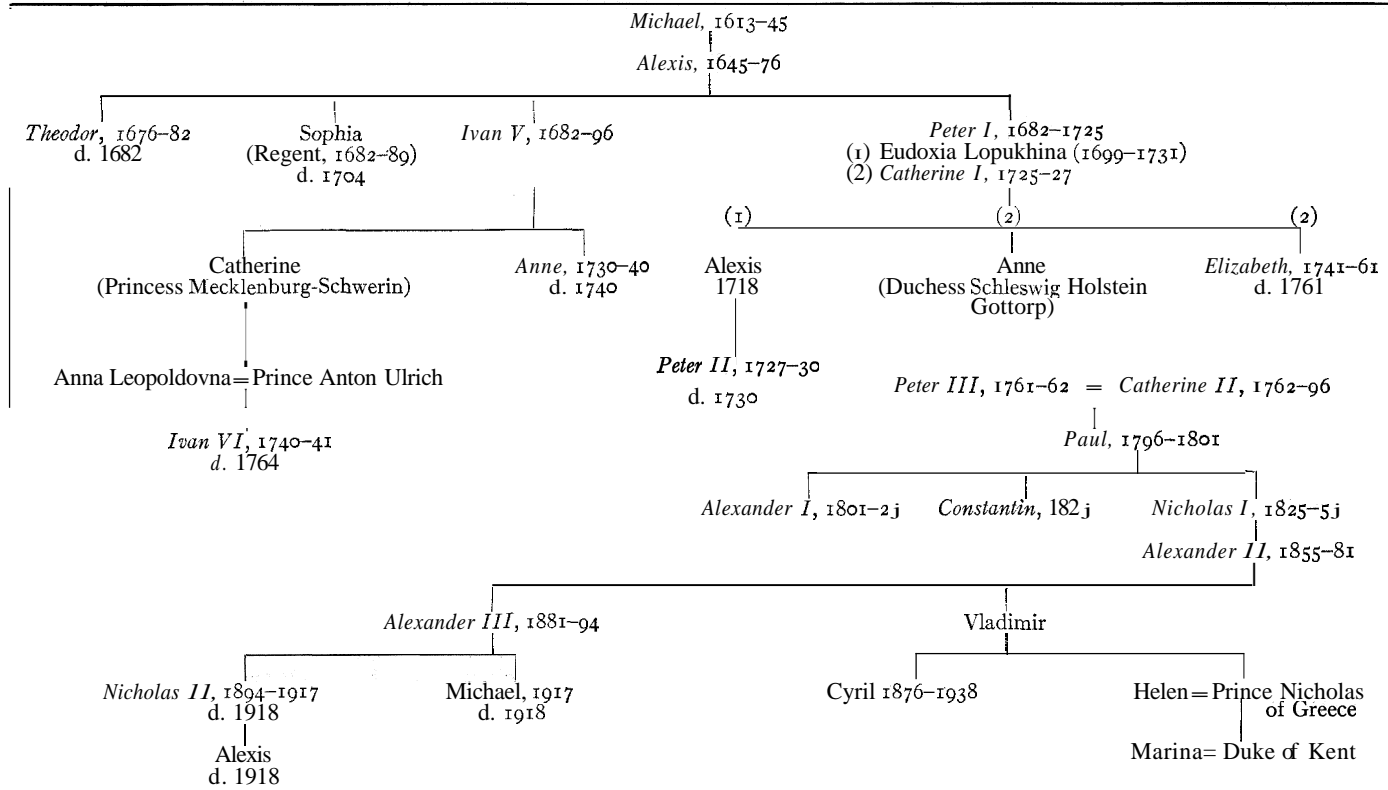 Michael, 1613–45
Alexis, 1645–76
Theodor, 1676–82
d. 1682
Sophia
(Regent, 1682–89)
d. 1704
Ivan V, 1682–96
Peter I, 1682–1725
(1) Eudoxia Lopukhina (1699–1731)
(2) Catherine I, 1725–27
(1)
(2)
(2)
Catherine
(Princess Mecklenburg-Schwerin)
Anne, 1730–40
d. 1740
Alexis
1718
Anne
(Duchess Schleswig Holstein
Gottorp)
Elizabeth, 1741–61
d. 1761
Anna Leopoldovna=Prince Anton Ulrich
Peter II, 1727–30
d. 1730
Peter III, 1761–62 = Catherine II, 1762–96
Ivan VI, 1740–41
d. 1764
Paul, 1796–1801
Alexander I, 1801–2j
Constantin, 182j
Nicholas I, 1825–5j
Alexander II, 1855–81
Alexander III, 1881–94
Vladimir
Nicholas II, 1894–1917
d. 1918
Michael, 1917
d. 1918
Cyril 1876–1938
Helen=Prince Nicholas
of Greece
Alexis
d. 1918
Marina= Duke of Kent